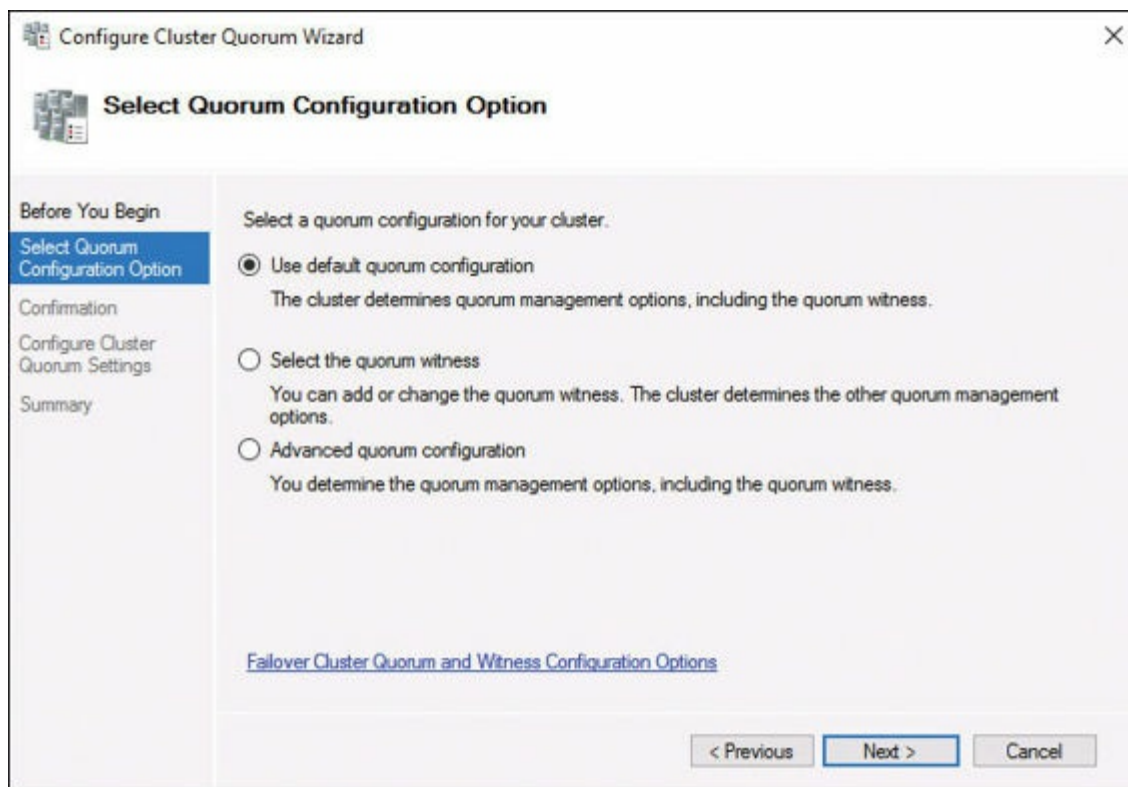 Configure Cluster Quorum Wizard
Select Quorum Configuration Option
Before You Begin
Select Quorum
Configuration Option
Confirmation
Configure Cluster
Quorum Settings
Summary
Select a quorum configuration for your cluster.
Use default quorum configuration
The cluster determines quorum management options, including the quorum witness.
Select the quorum witness
You can add or change the quorum witness. The cluster determines the other quorum management
options.
Advanced quorum configuration
You determine the quorum management options, including the quorum witness.
Failover Cluster Quorum and Witness Configuration Options
< Previous
Next >
Cancel